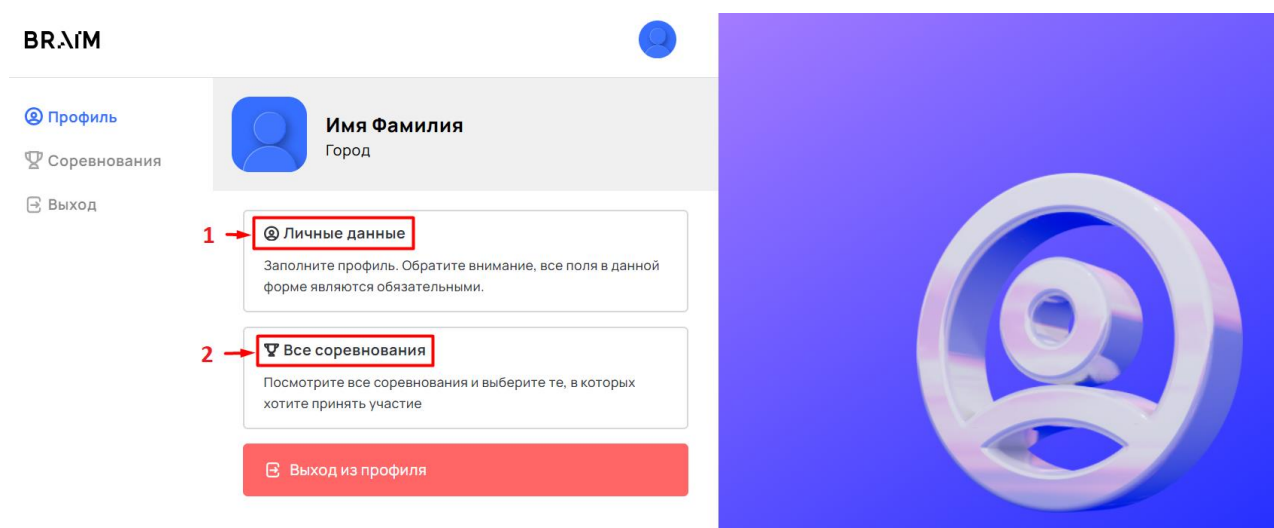 BRAIM
Профиль
Соревнования
Выход
Имя Фамилия
Город
1
Личные данные
Заполните профиль. Обратите внимание, все поля в данной
форме являются обязательными.
2
Все соревнования
Посмотрите все соревнования и выберите те, в которых
хотите принять участие
Выход из профиля